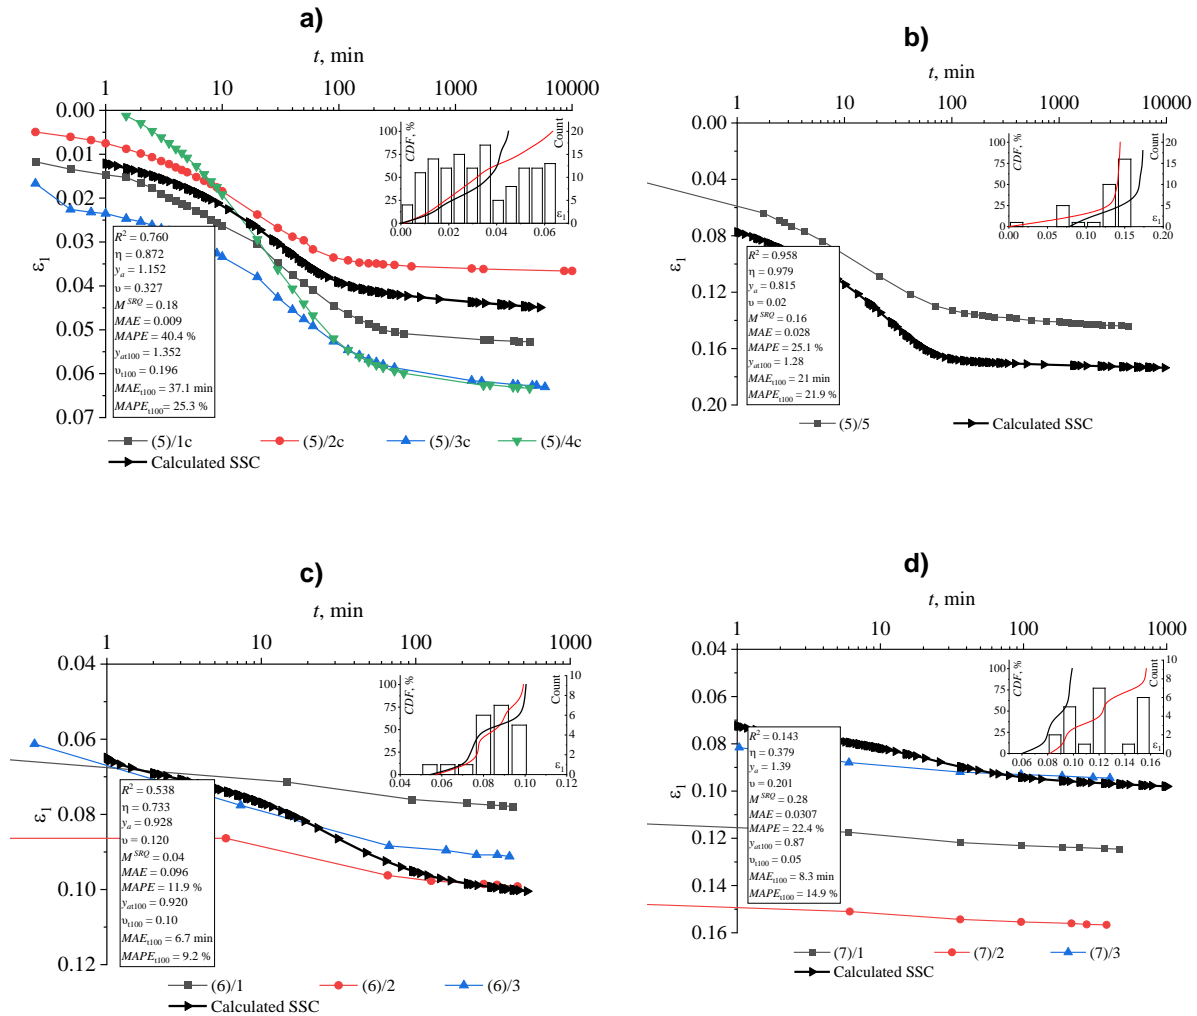 a)
t, min
1 10 100 1000 10000
0.00
0.01
0.02
0.03
0.04
0.05
0.06
0.07
ε1
R2 = 0.760
η = 0.872
ya = 1.152
υ = 0.327
MSRQ = 0.18
MAE = 0.009
MAPE = 40.4 %
yat100 = 1.352
υt100 = 0.196
MAEt100 = 37.1 min
MAPEt100 = 25.3 %
CDF, %
100
75
50
25
0
Count
20
15
10
5
0
ε1
0.00 0.02 0.04 0.06
(5)/1c (5)/2c (5)/3c (5)/4c
Calculated SSC
b)
t, min
1 10 100 1000 10000
0.00
0.04
0.08
0.12
0.16
0.20
ε1
R2 = 0.958
η = 0.979
ya = 0.815
υ = 0.02
MSRQ = 0.16
MAE = 0.028
MAPE = 25.1 %
yat100 = 1.28
υt100 = 0.02
MAEt100 = 21 min
MAPEt100 = 21.9 %
CDF, %
100
75
50
25
0
Count
20
15
10
5
0
ε1
0.00 0.05 0.10 0.15 0.20
(5)/5 Calculated SSC
c)
t, min
1 10 100 1000
0.04
0.06
0.08
0.10
0.12
ε1
R2 = 0.538
η = 0.733
ya = 0.928
υ = 0.120
MSRQ = 0.04
MAE = 0.096
MAPE = 11.9 %
yat100 = 0.920
υt100 = 0.10
MAEt100 = 6.7 min
MAPEt100 = 9.2 %
CDF, %
100
75
50
25
0
Count
10
8
6
4
2
0
ε1
0.04 0.06 0.08 0.10 0.12
(6)/1 (6)/2 (6)/3
Calculated SSC
d)
t, min
1 10 100 1000
0.04
0.06
0.08
0.10
0.12
0.14
0.16
ε1
R2 = 0.143
η = 0.379
ya = 1.39
υ = 0.201
MSRQ = 0.28
MAE = 0.0307
MAPE = 22.4 %
yat100 = 0.87
υt100 = 0.05
MAEt100 = 8.3 min
MAPEt100 = 14.9 %
CDF, %
100
75
50
25
0
Count
10
8
6
4
2
0
ε1
0.06 0.08 0.10 0.12 0.14 0.16
(7)/1 (7)/2 (7)/3
Calculated SSC